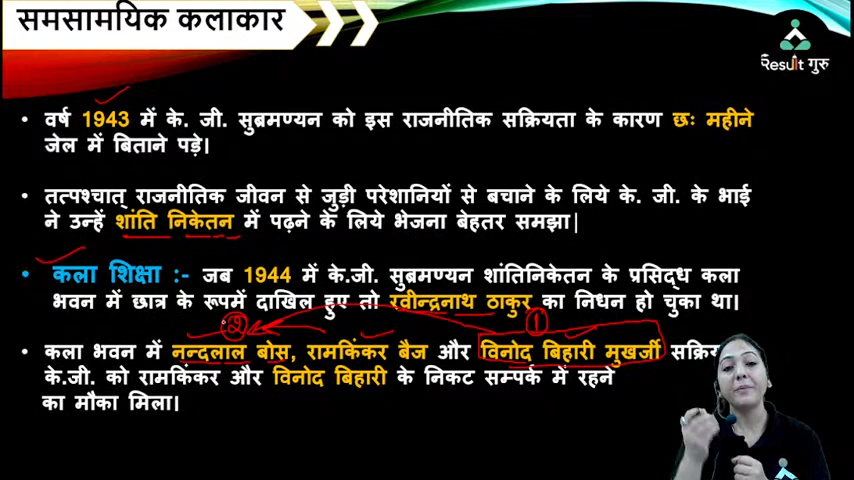 समसामयिक कलाकार
Result गुरु
• वर्ष 1943 में के. जी. सुब्रमण्यन को इस राजनीतिक सक्रियता के कारण छः महीने
जेल में बिताने पड़े।
• तत्पश्चात् राजनीतिक जीवन से जुड़ी परेशानियों से बचाने के लिये के. जी. के भाई
ने उन्हें शांति निकेतन में पढ़ने के लिये भेजना बेहतर समझा|
• कला शिक्षा :- जब 1944 में के.जी. सुब्रमण्यन शांतिनिकेतन के प्रसिद्ध कला
भवन में छात्र के रूपमें दाखिल हुए तो रवीन्द्रनाथ ठाकुर का निधन हो चुका था।
② ①
• कला भवन में नन्दलाल बोस, रामकिंकर बैज और विनोद बिहारी मुखर्जी
के.जी. को रामकिंकर और विनोद बिहारी के निकट सम्पर्क में रहने
का मौका मिला।